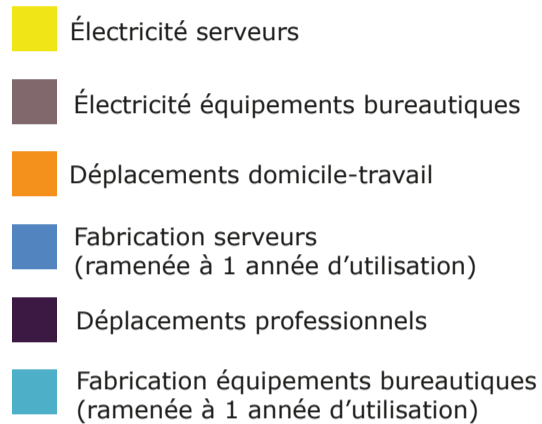 Électricité serveurs
Électricité équipements bureautiques
Déplacements domicile-travail
Fabrication serveurs
(ramenée à 1 année d’utilisation)
Déplacements professionnels
Fabrication équipements bureautiques
(ramenée à 1 année d’utilisation)